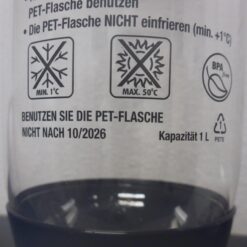 PET-Flasche benutzen
• Die PET-Flasche NICHT einfrieren (min. +1°C)
MIN. 1°C
MAX. 50°C
BPA
BENUTZEN SIE DIE PET-FLASCHE
NICHT NACH 10/2026
Kapazität 1 L
1
PETE